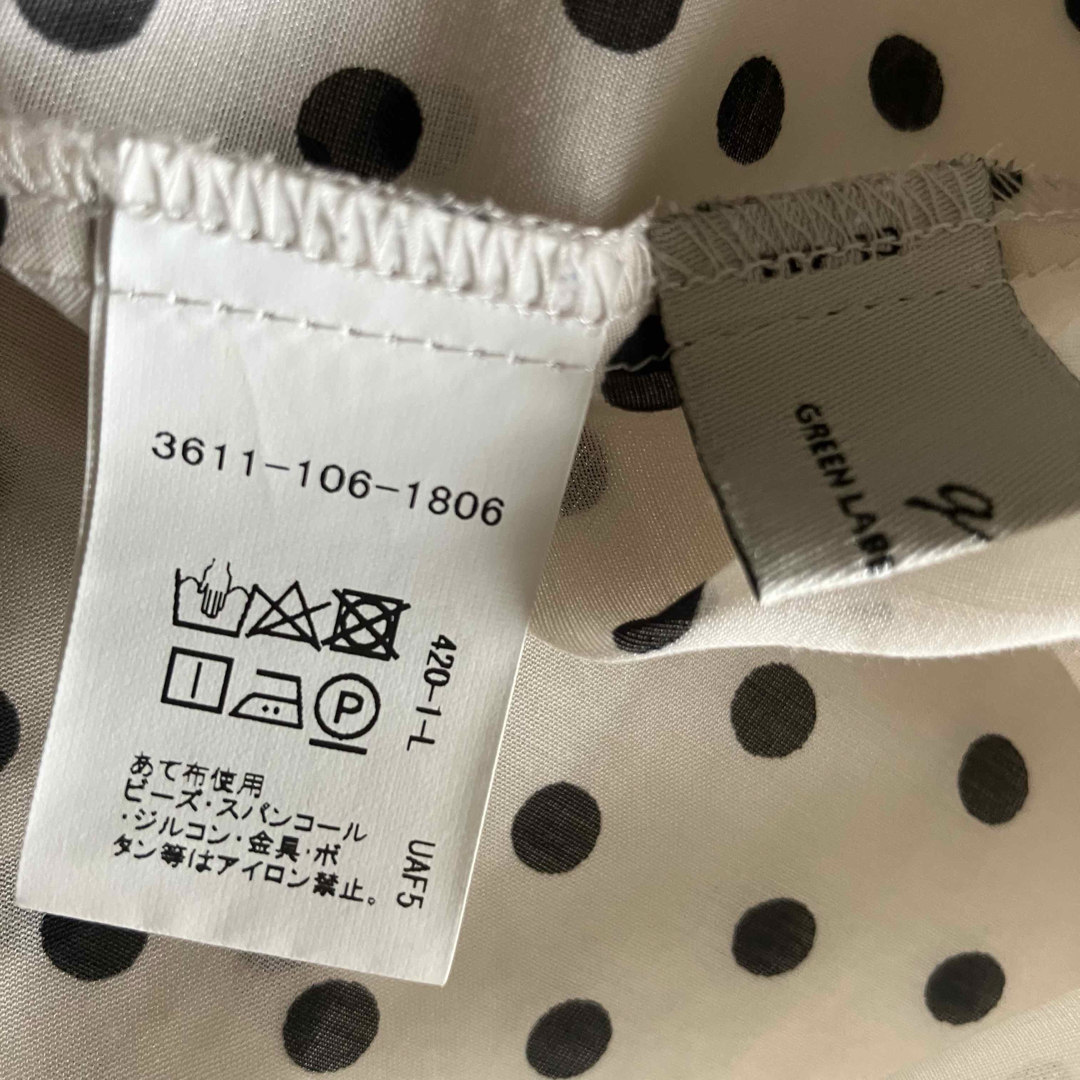 3611-106-1806
420-1-L
あて布使用
ビーズ・スパンコール
・ジルコン・金具・ボ
タン等はアイロン禁止。
UAF5
P
GREEN LABE